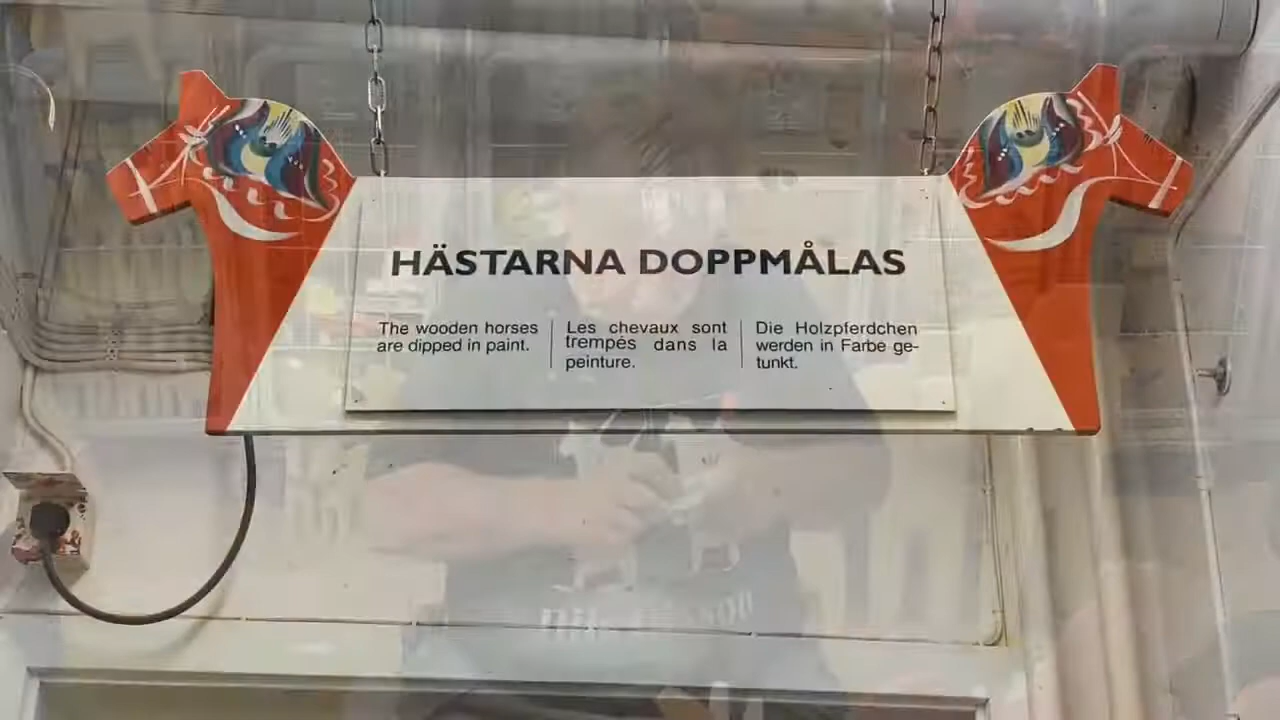 HÄSTARNA DOPPMÅLAS
The wooden horses
are dipped in paint.
Les chevaux sont
trempés dans la
peinture.
Die Holzpferdchen
werden in Farbe ge-
tunkt.